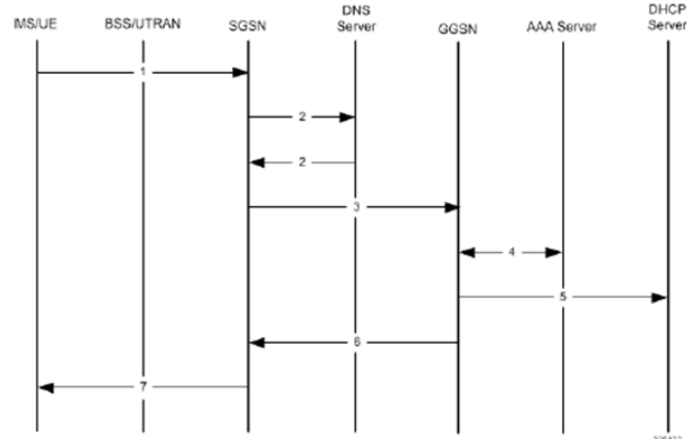 MS/UE
BSS/UTRAN
SGSN
DNS
Server
GGSN
AAA Server
DHCP
Server
1
2
2
3
4
5
6
7